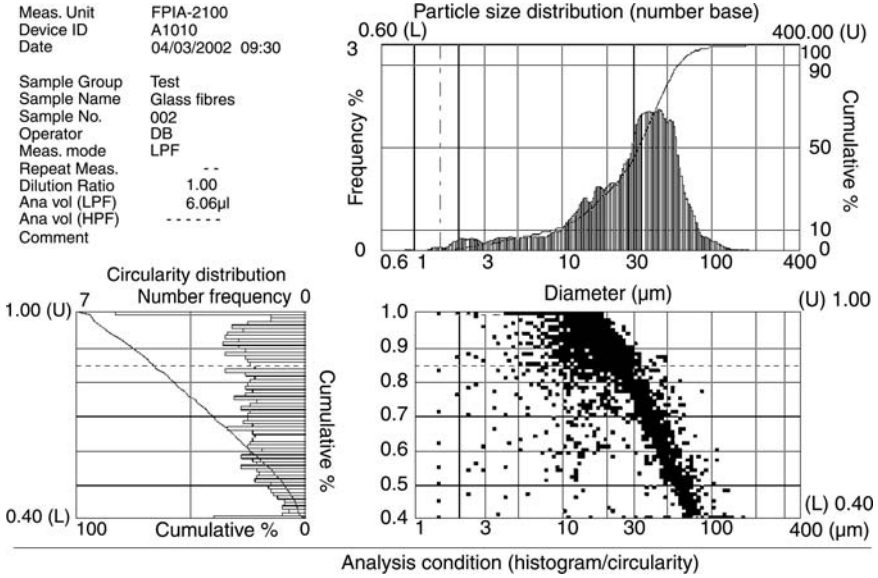 Meas. Unit FPIA-2100
Device ID A1010
Date 04/03/2002 09:30
Sample Group Test
Sample Name Glass fibres
Sample No. 002
Operator DB
Meas. mode LPF
Repeat Meas. - -
Dilution Ratio 1.00
Ana vol (LPF) 6.06µl
Ana vol (HPF) - - - - - -
Comment
Particle size distribution (number base)
0.60 (L) 400.00 (U)
3 100
90
Frequency %
50
Cumulative %
10
0 0
0.6 1 3 10 30 100 400
Circularity distribution
Number frequency
1.00 (U) 7 0
Cumulative %
0.40 (L)
100 Cumulative % 0
Diameter (µm)
1.0 (U) 1.00
0.9
0.8
0.7
0.6
0.5
0.4 (L) 0.40
1 3 10 30 100 400 (µm)
Analysis condition (histogram/circularity)